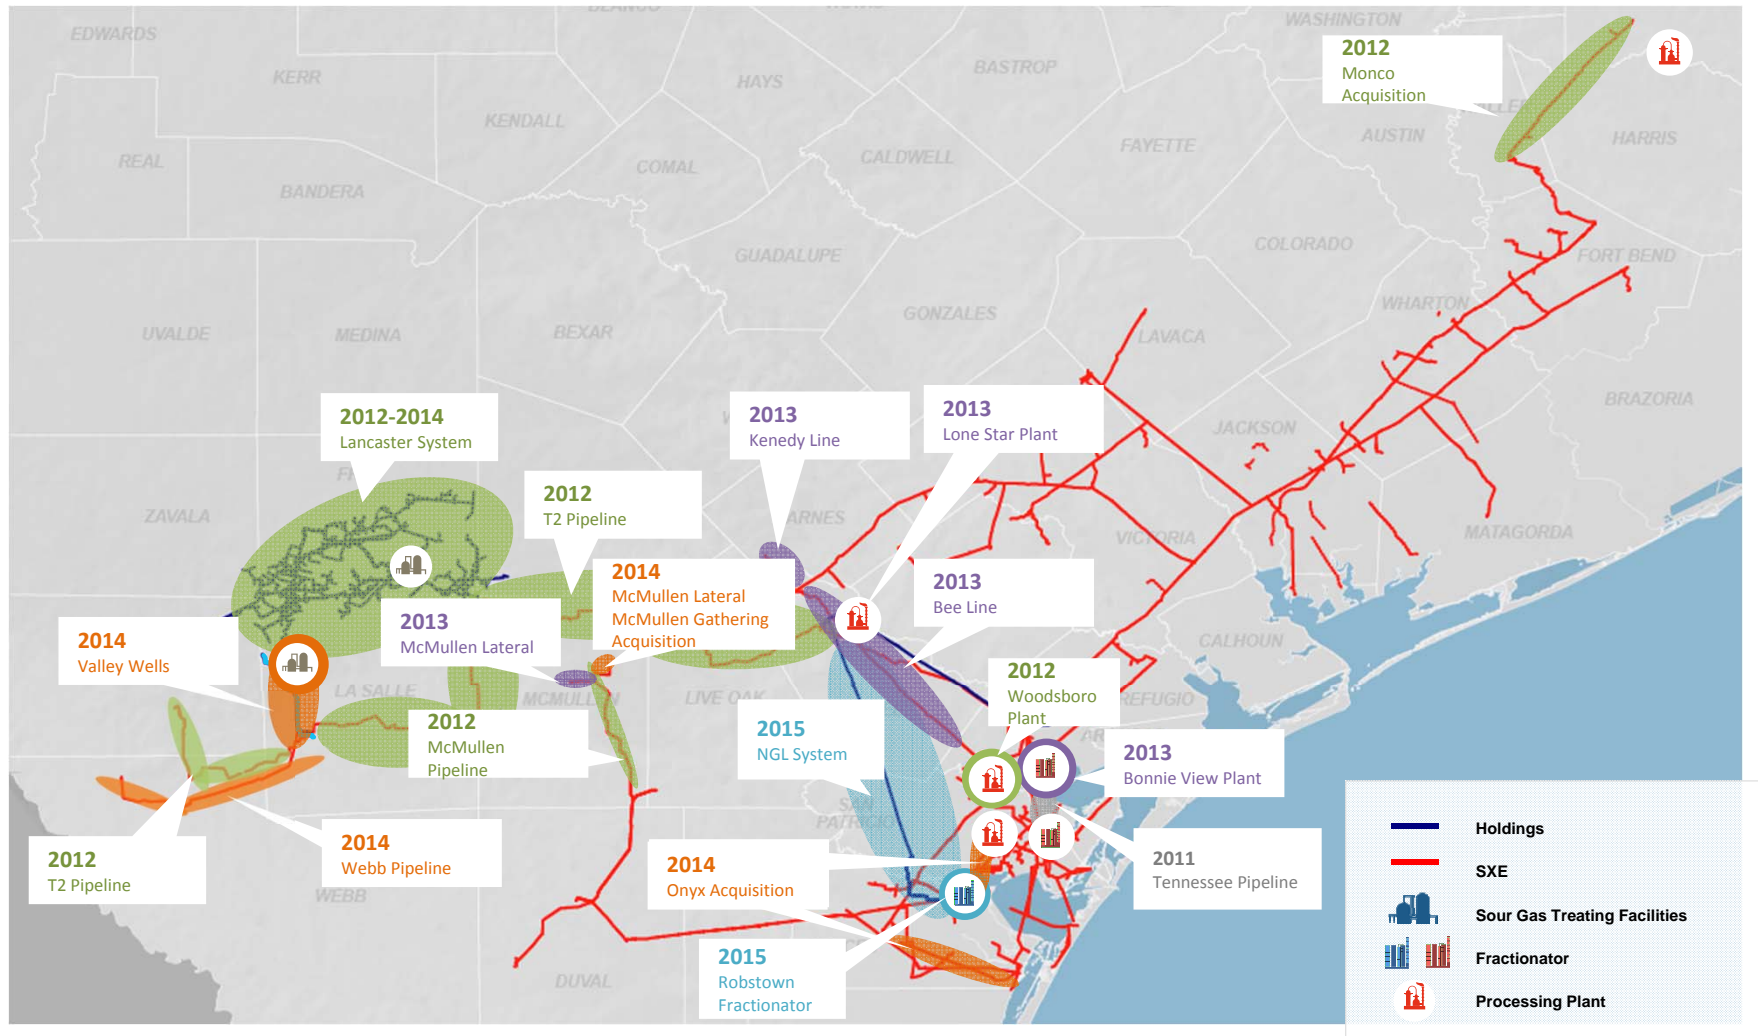 BLANCO
WASHINGTON
EDWARDS
2012
Monco
Acquisition
KERR
HAYS
BASTROP
KENDALL
AUSTIN
HARRIS
REAL
COMAL
CALDWELL
FAYETTE
BANDERA
GUADALUPE
COLORADO
FORT BEND
UVALDE
MEDINA
BEXAR
GONZALES
WHARTON
LAVACA
BRAZORIA
2012-2014
Lancaster System
2013
Kenedy Line
2013
Lone Star Plant
JACKSON
ZAVALA
2012
T2 Pipeline
ARNES
VICTORIA
MATAGORDA
2014
McMullen Lateral
McMullen Gathering
Acquisition
2013
Bee Line
2013
McMullen Lateral
2014
Valley Wells
CALHOUN
LA SALLE
MCMULLEN
LIVE OAK
2012
Woodsboro
Plant
REFUGIO
2012
McMullen
Pipeline
2015
NGL System
2013
Bonnie View Plant
SAN
PATRICIO
2012
T2 Pipeline
2014
Webb Pipeline
2014
Onyx Acquisition
2011
Tennessee Pipeline
WEBB
DUVAL
2015
Robstown
Fractionator
Holdings
SXE
Sour Gas Treating Facilities
Fractionator
Processing Plant